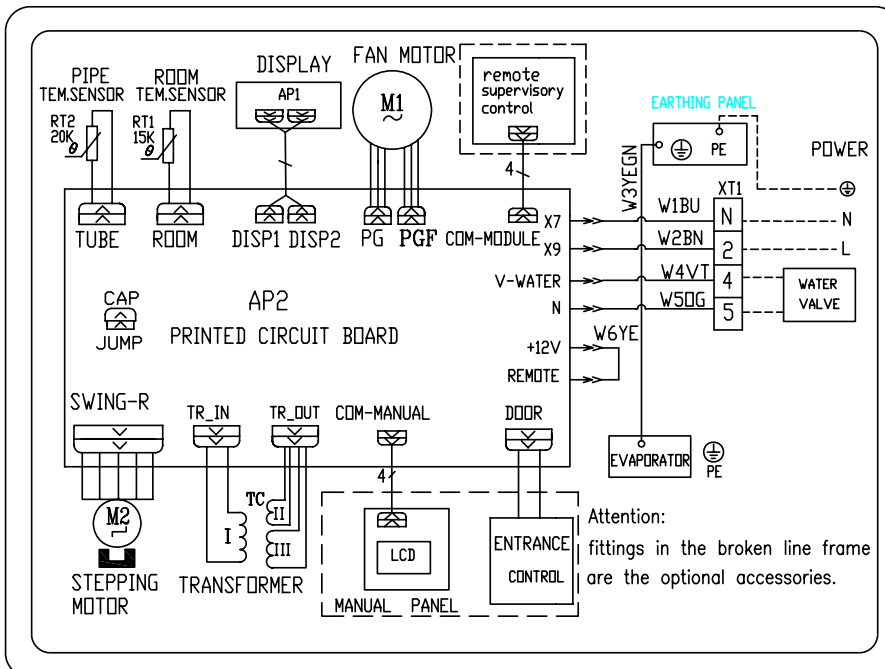 PIPE
TEM.SENSOR
ROOM
TEM.SENSOR
RT2
20K
θ
RT1
15K
θ
DISPLAY
AP1
FAN MOTOR
M1
~
remote
supervisory
control
EARTHING PANEL
PE
POWER
W3YEGN
XT1
4
TUBE
ROOM
DISP1 DISP2
PG
PGF
COM-MODULE
X7
W1BU
N
N
X9
W2BN
2
L
V-WATER
W4VT
4
WATER
VALVE
N
W5OG
5
CAP
JUMP
AP2
PRINTED CIRCUIT BOARD
+12V
W6YE
REMOTE
SWING-R
TR_IN
TR_OUT
COM-MANUAL
DOOR
EVAPORATOR
PE
4
M2
TC
I
II
III
STEPPING
MOTOR
TRANSFORMER
LCD
MANUAL PANEL
ENTRANCE
CONTROL
Attention:
fittings in the broken line frame
are the optional accessories.